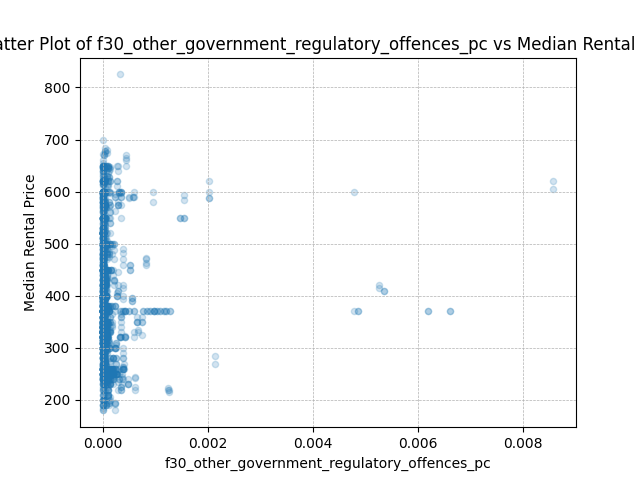 atter Plot of f30_other_government_regulatory_offences_pc vs Median Rental
800
700
600
500
400
300
200
Median Rental Price
0.000 0.002 0.004 0.006 0.008
f30_other_government_regulatory_offences_pc